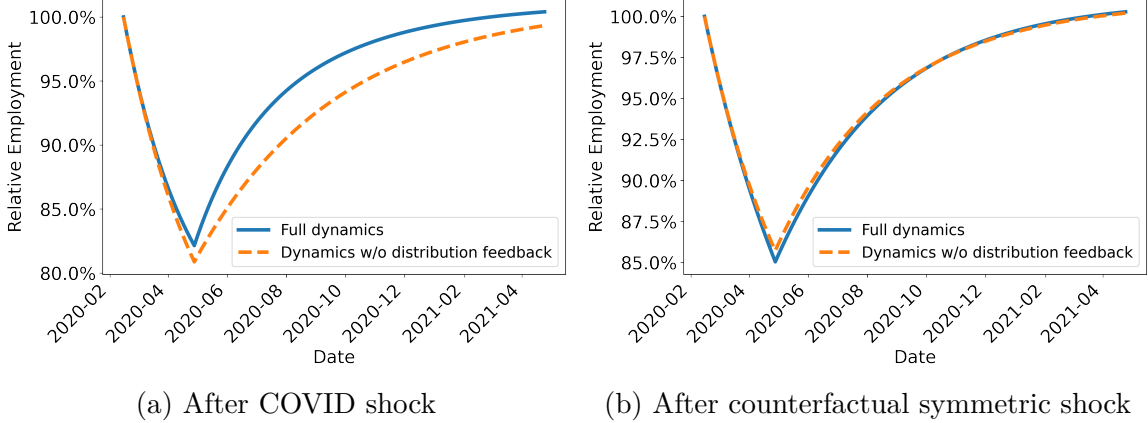 Relative Employment
100.0%
95.0%
90.0%
85.0%
80.0%
Full dynamics
Dynamics w/o distribution feedback
2020-02
2020-04
2020-06
2020-08
2020-10
2020-12
2021-02
2021-04
Date
(a) After COVID shock
Relative Employment
100.0%
97.5%
95.0%
92.5%
90.0%
87.5%
85.0%
Full dynamics
Dynamics w/o distribution feedback
2020-02
2020-04
2020-06
2020-08
2020-10
2020-12
2021-02
2021-04
Date
(b) After counterfactual symmetric shock